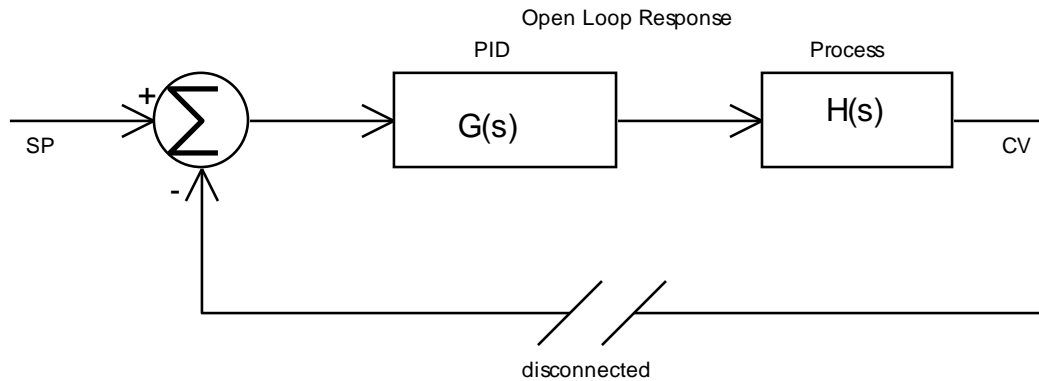 Open Loop Response
PID
Process
+
Σ
G(s)
H(s)
SP
CV
-
disconnected